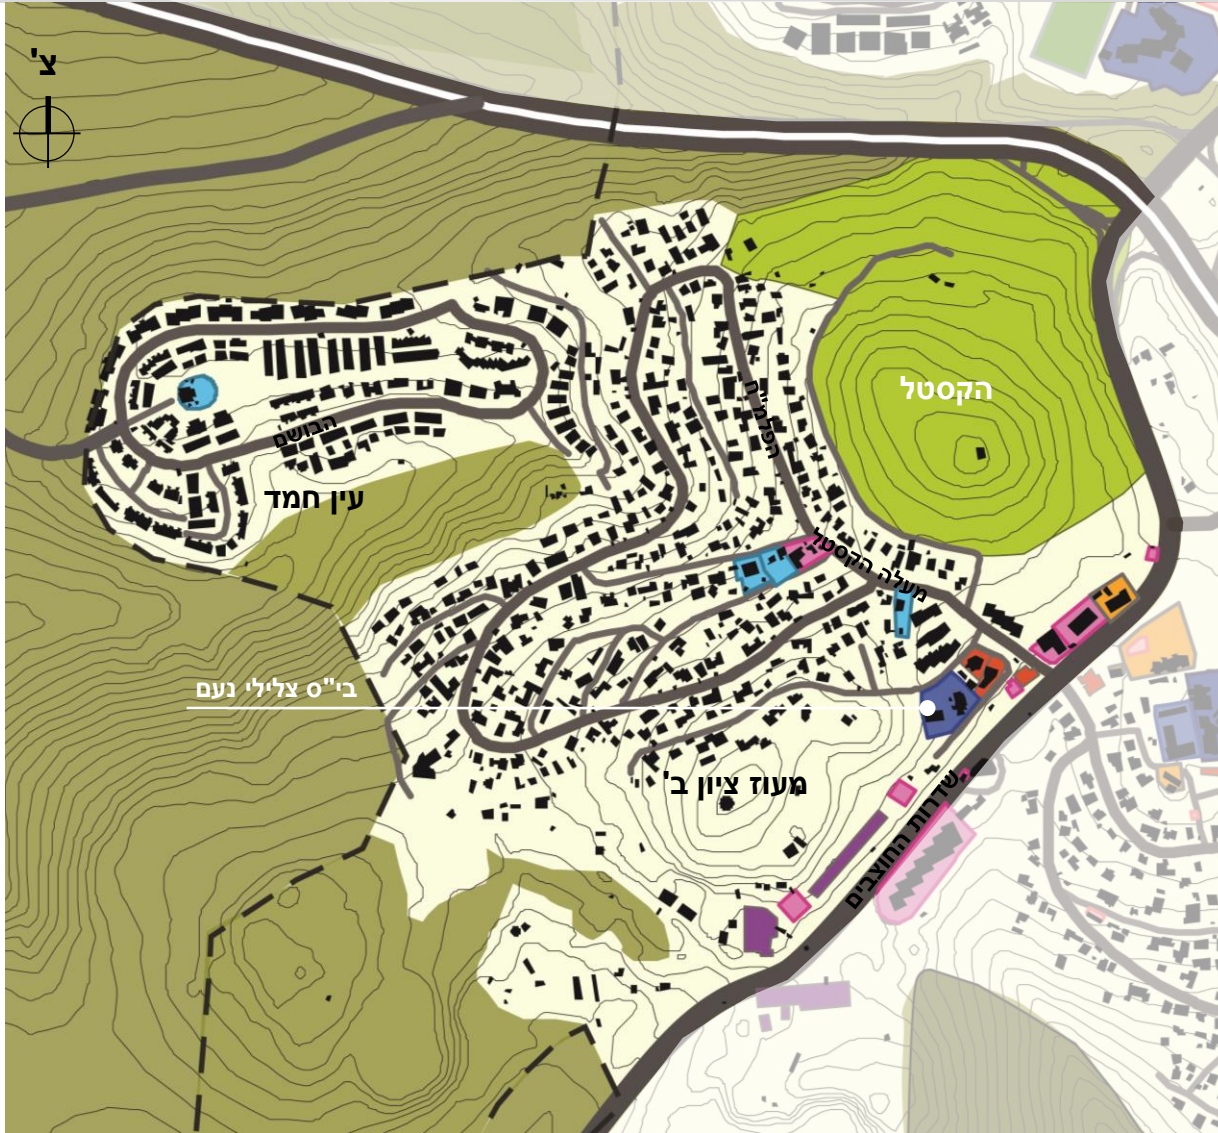 צ'
הקסטל
הפלמ"ח
הבושם
עין חמד
מעלה הקסטל
בי"ס צלילי נעם
מעוז ציון ב'
שדרות החוצבים